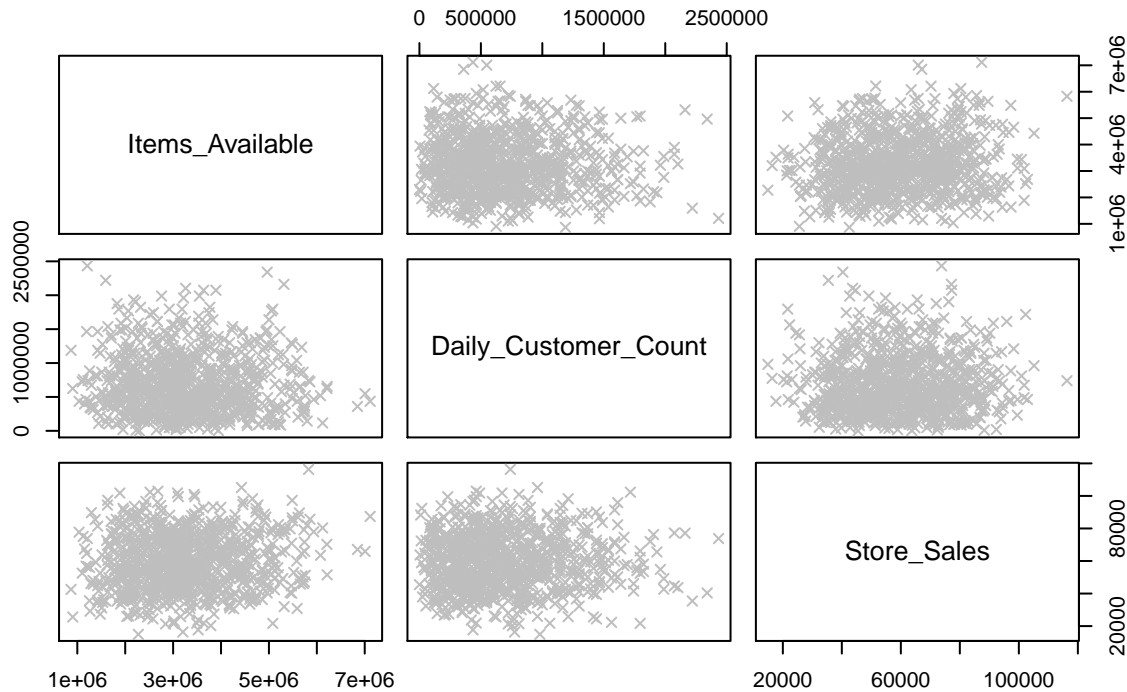 0 500000 1500000 2500000
Items_Available
1e+06 4e+06 7e+06
0 1000000 2500000
Daily_Customer_Count
Store_Sales
20000 80000
1e+06 3e+06 5e+06 7e+06
20000 60000 100000